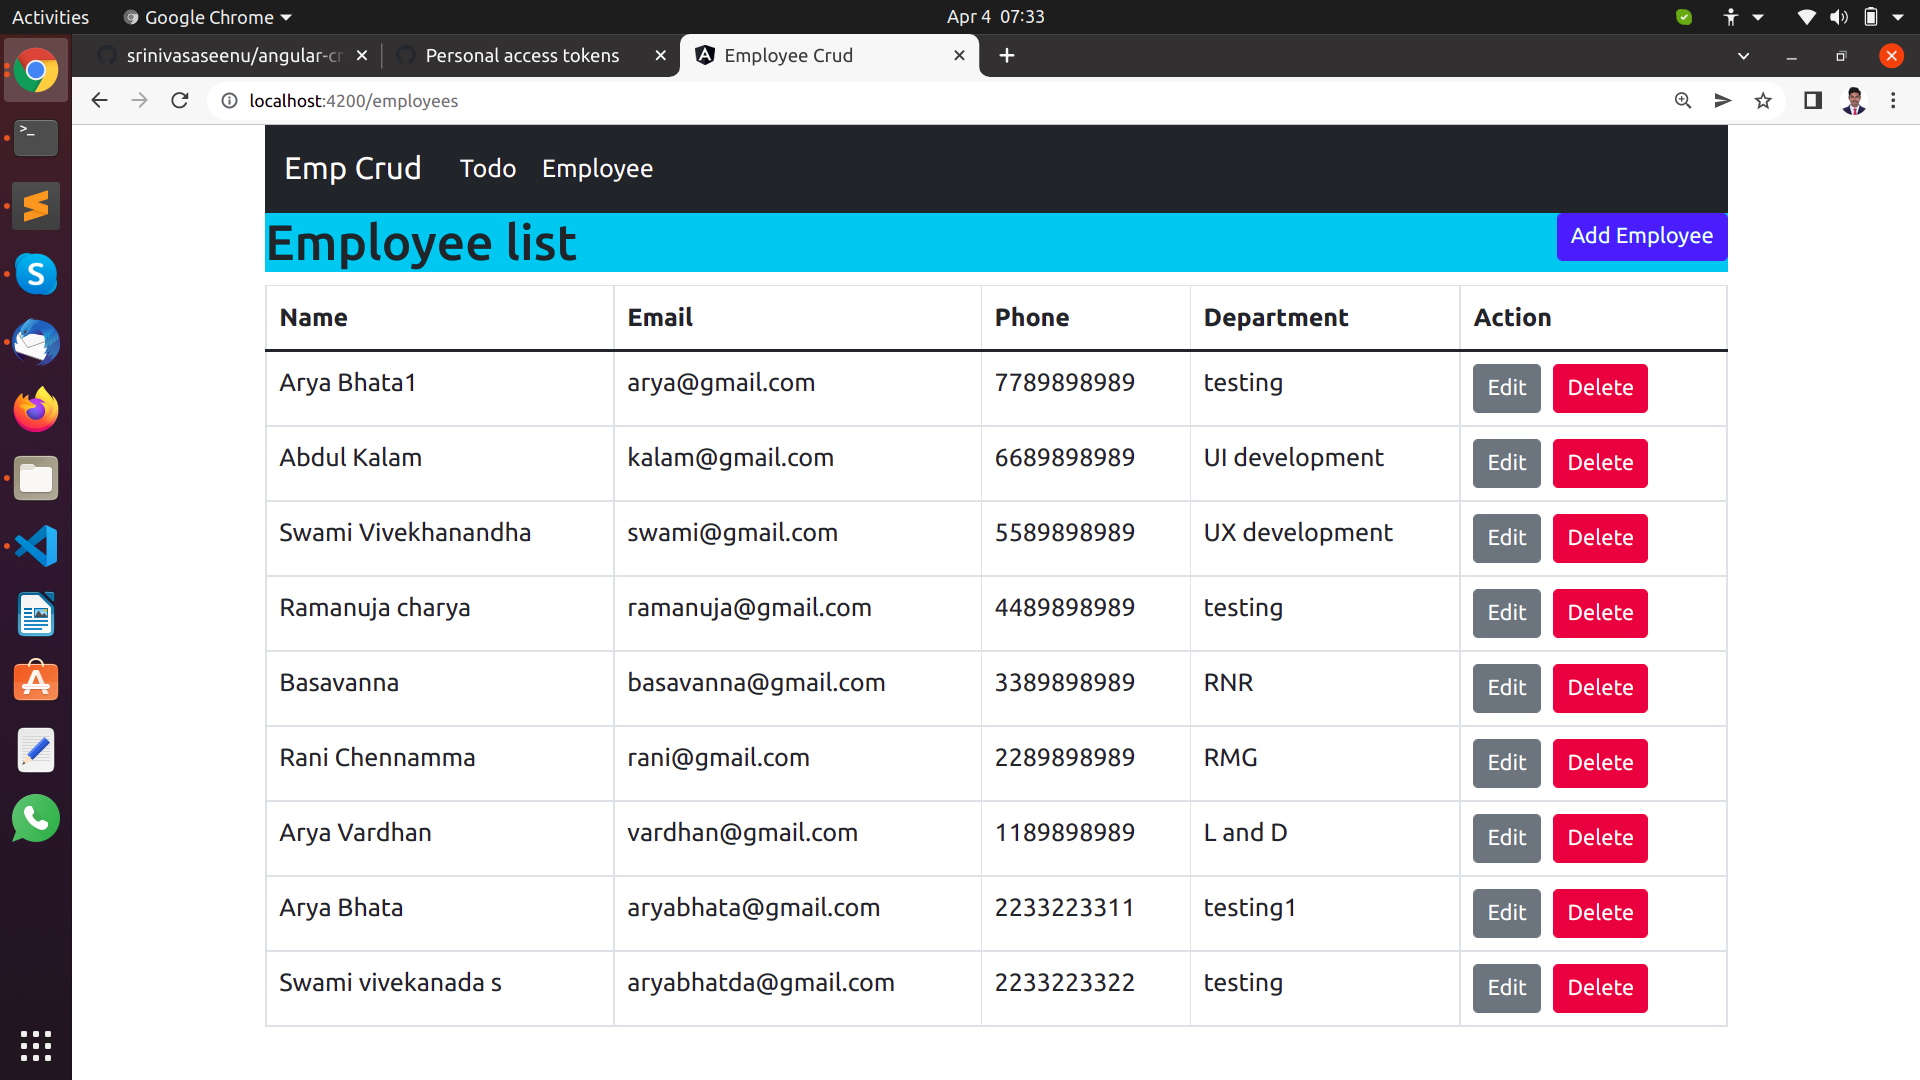 Activities Google Chrome Apr 4 07:33
srinivasaseenu/angular-cr Personal access tokens Employee Crud
localhost:4200/employees
Emp Crud Todo Employee
Employee list Add Employee
Name Email Phone Department Action
Arya Bhata1 arya@gmail.com 7789898989 testing Edit Delete
Abdul Kalam kalam@gmail.com 6689898989 UI development Edit Delete
Swami Vivekhanandha swami@gmail.com 5589898989 UX development Edit Delete
Ramanuja charya ramanuja@gmail.com 4489898989 testing Edit Delete
Basavanna basavanna@gmail.com 3389898989 RNR Edit Delete
Rani Chennamma rani@gmail.com 2289898989 RMG Edit Delete
Arya Vardhan vardhan@gmail.com 1189898989 L and D Edit Delete
Arya Bhata aryabhata@gmail.com 2233223311 testing1 Edit Delete
Swami vivekanada s aryabhatda@gmail.com 2233223322 testing Edit Delete